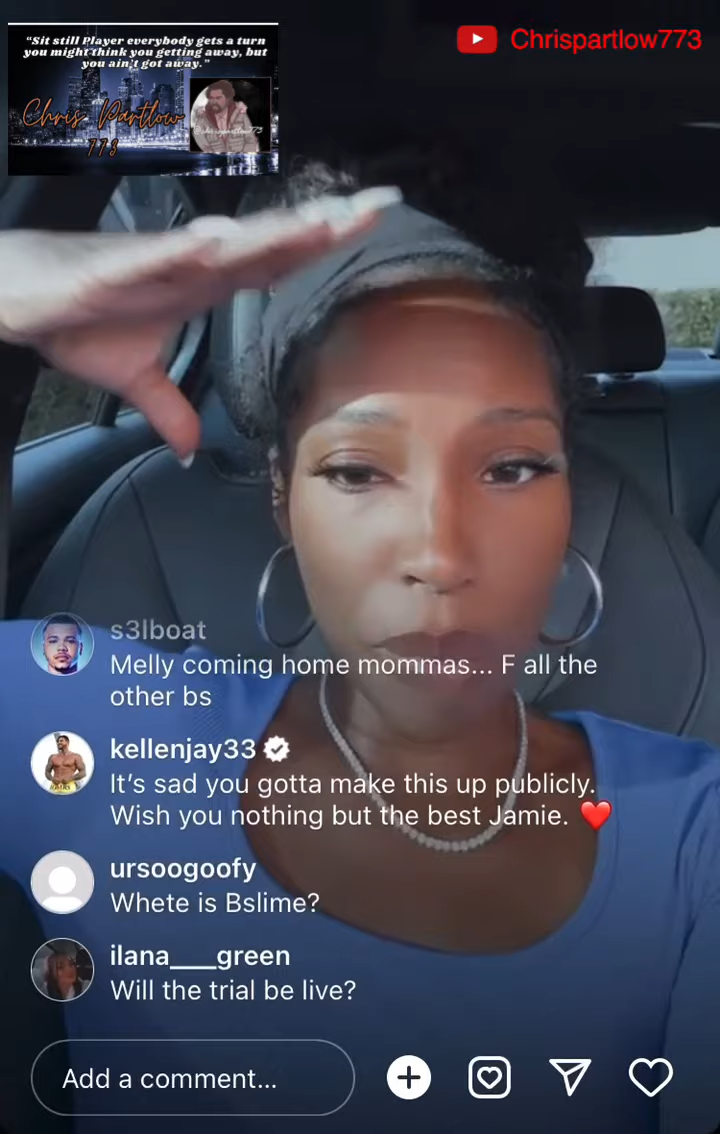 “Sit still Player everybody gets a turn
you might think you getting away, but
you ain't got away.”
Chris Partlow
773
@chrispartlow773
Chrispartlow773
s3lboat
Melly coming home mommas... F all the
other bs
kellenjay33
It’s sad you gotta make this up publicly.
Wish you nothing but the best Jamie. ❤️
ursoogoofy
Whete is Bslime?
ilana___green
Will the trial be live?
Add a comment...